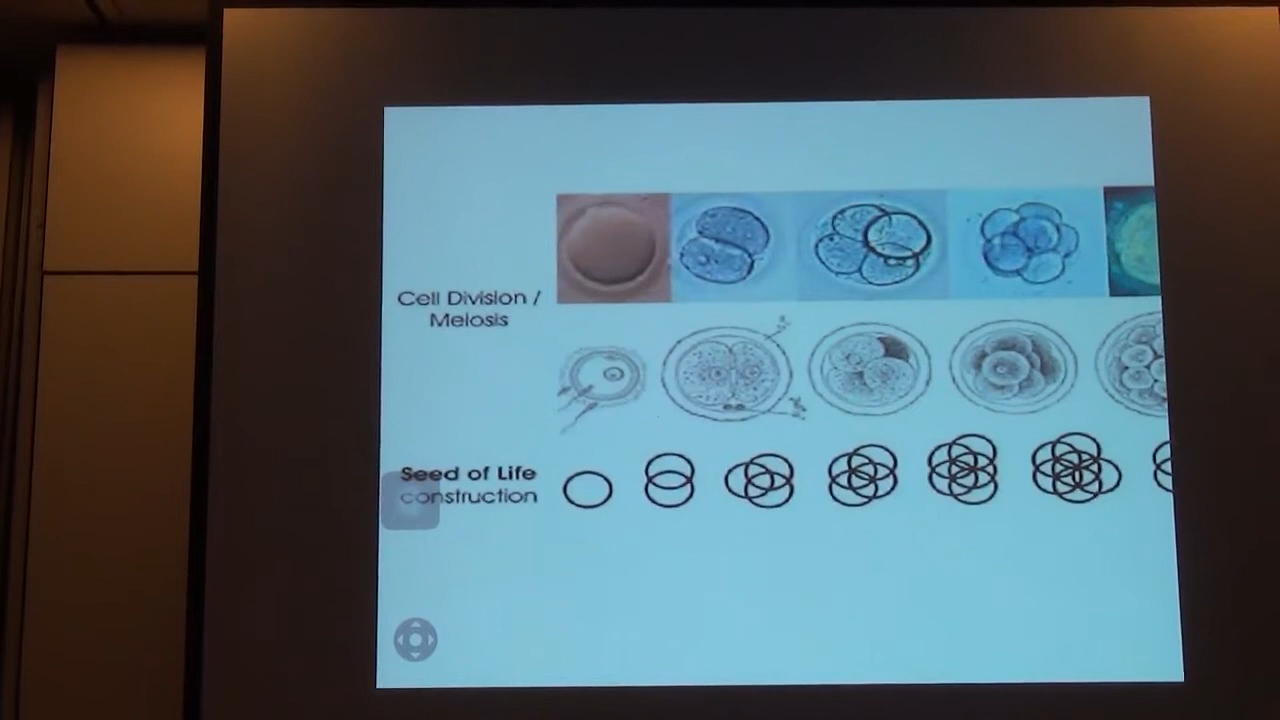 Cell Division /
Meiosis
Seed of Life
construction